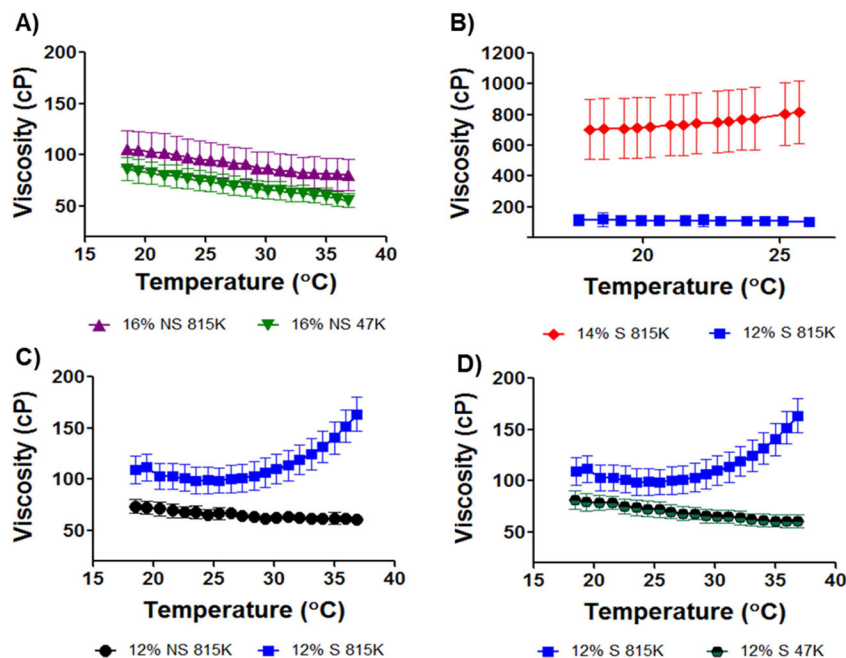 A)
200
150
100
50
Viscosity (cP)
15 20 25 30 35 40
Temperature (°C)
16% NS 815K 16% NS 47K
B)
1200
1000
800
600
400
200
Viscosity (cP)
20 25
Temperature (°C)
14% S 815K 12% S 815K
C)
200
150
100
50
Viscosity (cP)
15 20 25 30 35 40
Temperature (°C)
12% NS 815K 12% S 815K
D)
200
150
100
50
Viscosity (cP)
15 20 25 30 35 40
Temperature (°C)
12% S 815K 12% S 47K